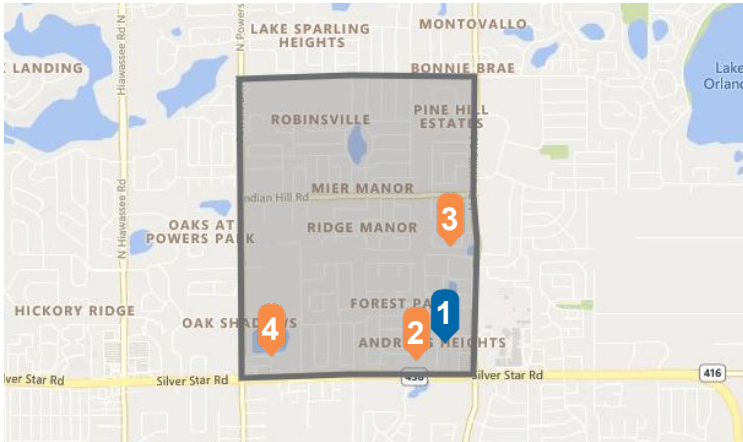 N Hiawassee Rd N
N Powers
LAKE SPARLING
HEIGHTS
MONTOVALLO
LANDING
BONNIE BRAE
Lake
Orland
ROBINSVILLE
PINE HILL
ESTATES
MIER MANOR
Indian Hill Rd
N Hiawassee Rd
OAKS AT
POWERS PARK
RIDGE MANOR
3
HICKORY RIDGE
OAK SHADOWS
4
FOREST PA
1
2
HEIGHTS
Silver Star Rd
Silver Star Rd
438
Silver Star Rd
416